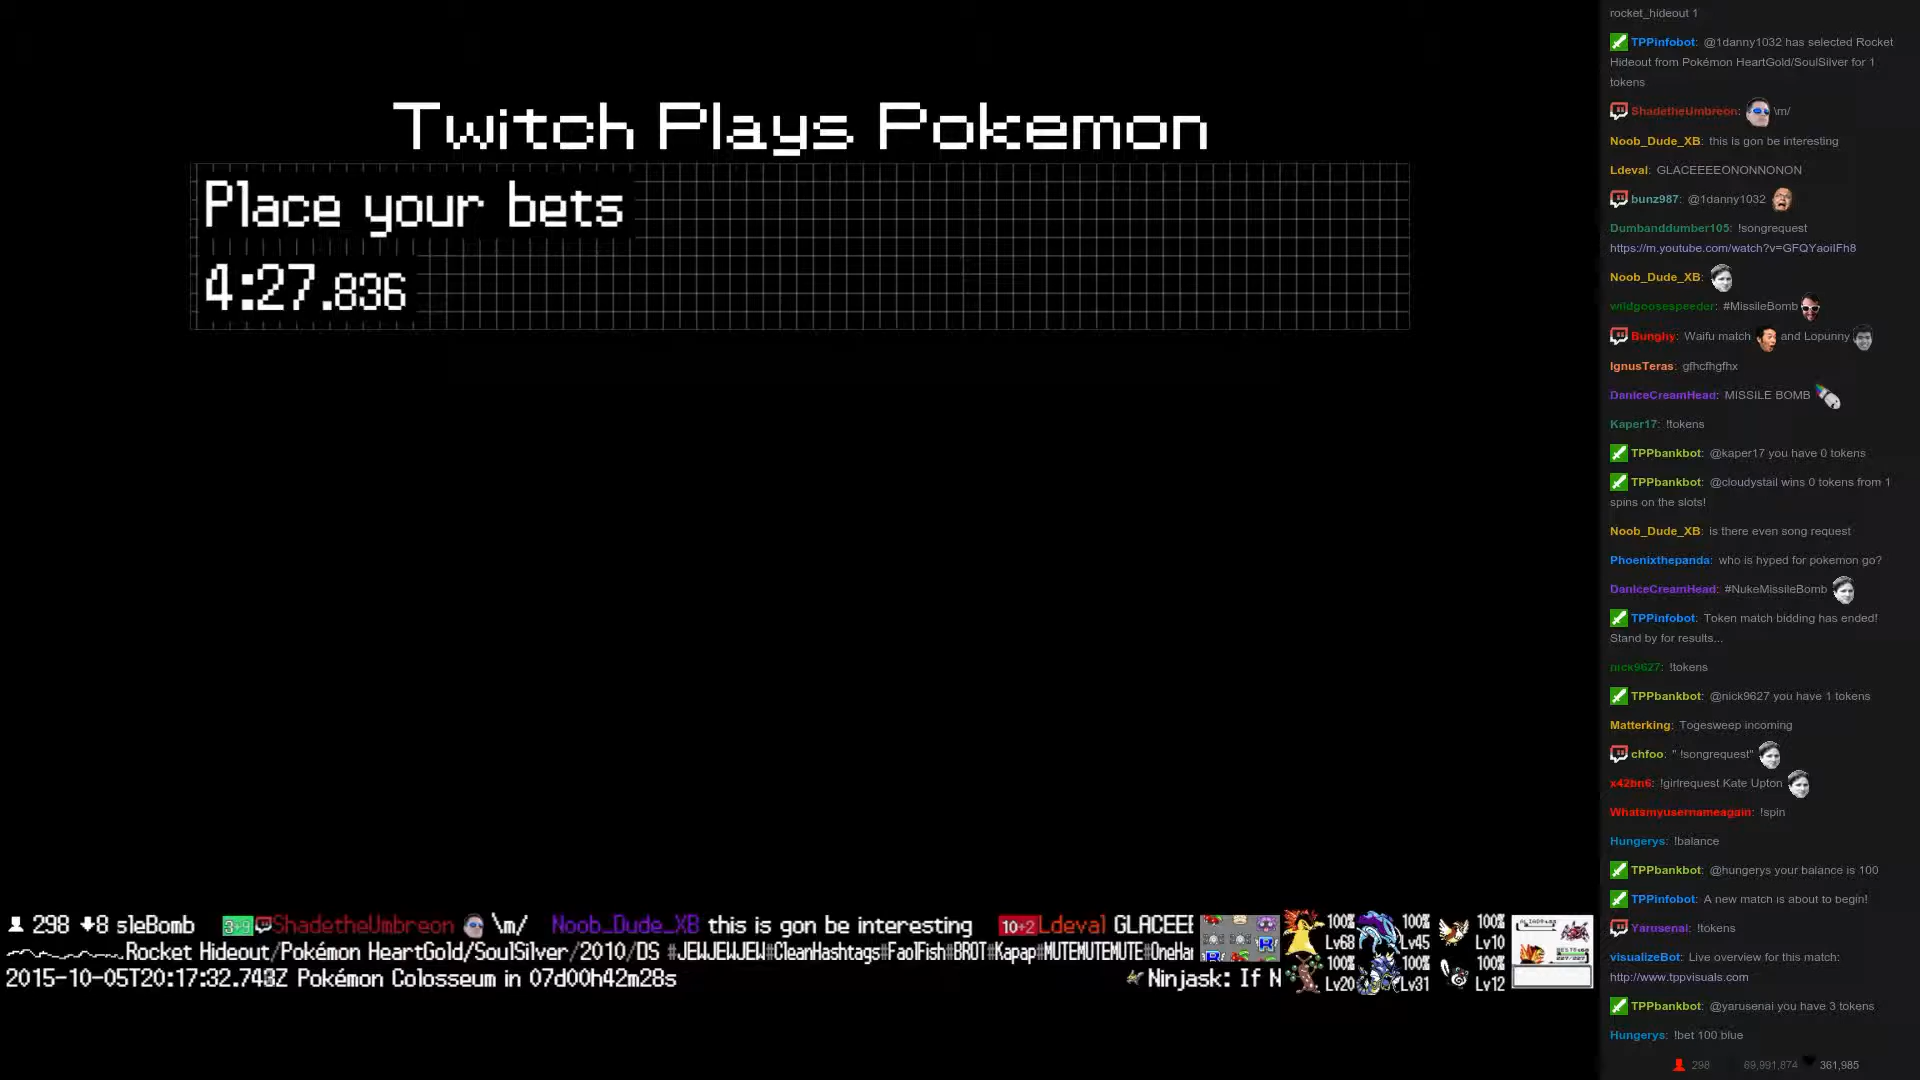 Twitch Plays Pokemon
Place your bets
4:27.836
298 8 sleBomb 3+9 ShadetheUmbreon \m/ Noob_Dude_XB this is gon be interesting 10+2 Ldeval GLACEEE
Rocket Hideout/Pokémon HeartGold/SoulSilver/2010/DS #JEWJEWJEW#CleanHashtags#FaolFish#BROT#Kapap#MUTEMUTEMUTE#OneHa
2015-10-05T20:17:32.743Z Pokémon Colosseum in 07d00h42m28s
Ninjask: If N
100% 100% 100%
Lv68 Lv45 Lv10
100% 100% 100%
Lv20 Lv31 Lv12
rocket_hideout 1
TPPinfobot: @1danny1032 has selected Rocket
Hideout from Pokémon HeartGold/SoulSilver for 1
tokens
ShadetheUmbreon: \m/
Noob_Dude_XB: this is gon be interesting
Ldeval: GLACEEEEONONNONON
bunz987: @1danny1032
Dumbanddumber105: !songrequest
https://m.youtube.com/watch?v=GFQYaoiIFh8
Noob_Dude_XB:
wildgoosespeeder: #MissileBomb
Bunghy: Waifu match and Lopunny
IgnusTeras: gfhcfhgfhx
DanIceCreamHead: MISSILE BOMB
Kaper17: !tokens
TPPbankbot: @kaper17 you have 0 tokens
TPPbankbot: @cloudystail wins 0 tokens from 1
spins on the slots!
Noob_Dude_XB: is there even song request
Phoenixthepanda: who is hyped for pokemon go?
DanIceCreamHead: #NukeMissileBomb
TPPinfobot: Token match bidding has ended!
Stand by for results...
nick9627: !tokens
TPPbankbot: @nick9627 you have 1 tokens
Matterking: Togesweep incoming
chfoo: " !songrequest"
x42bn6: !girlrequest Kate Upton
Whatsmyusernameagain: !spin
Hungerys: !balance
TPPbankbot: @hungerys your balance is 100
TPPinfobot: A new match is about to begin!
Yarusenai: !tokens
visualizeBot: Live overview for this match:
http://www.tppvisuals.com
TPPbankbot: @yarusenai you have 3 tokens
Hungerys: !bet 100 blue
298 69,991,874 361,985